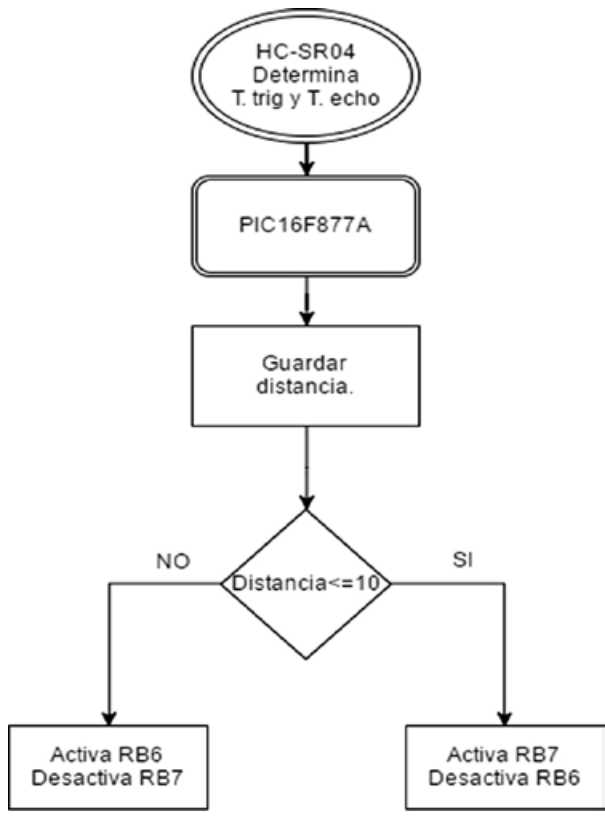 HC-SR04
Determina
T. trig y T. echo
PIC16F877A
Guardar
distancia.
NO
SI
Distancia<=10
Activa RB6
Desactiva RB7
Activa RB7
Desactiva RB6